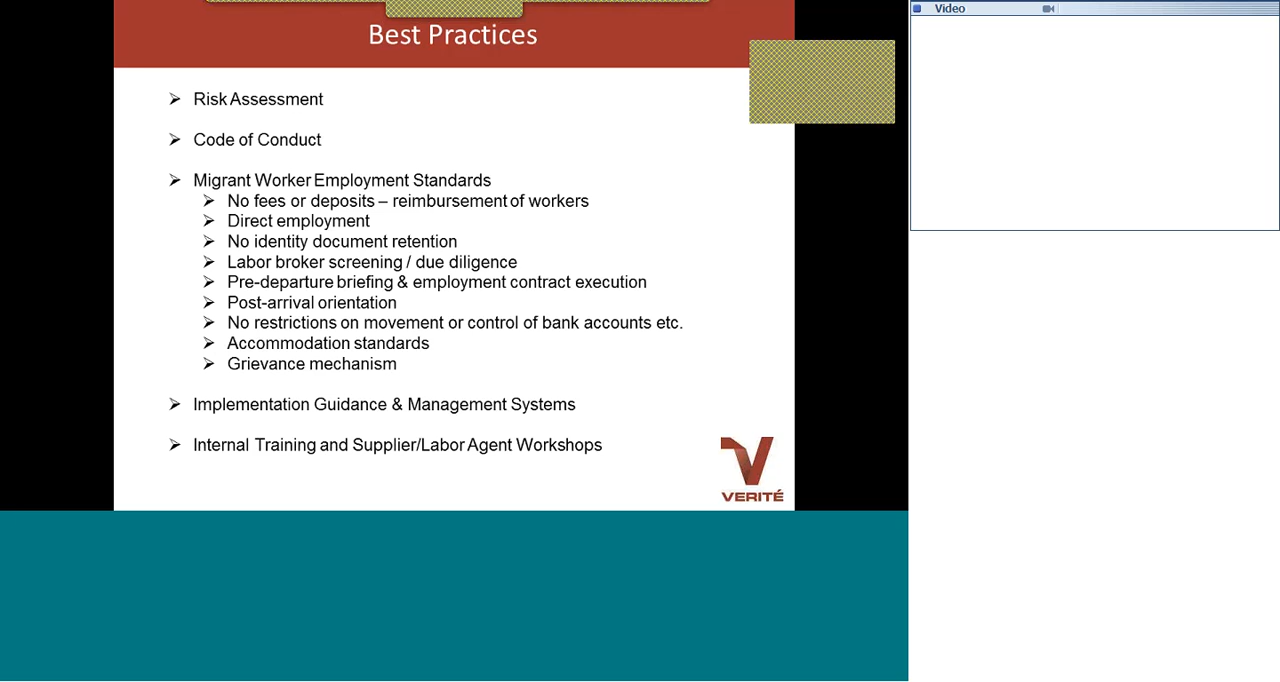 Video
Best Practices
Risk Assessment
Code of Conduct
Migrant Worker Employment Standards
No fees or deposits – reimbursement of workers
Direct employment
No identity document retention
Labor broker screening / due diligence
Pre-departure briefing & employment contract execution
Post-arrival orientation
No restrictions on movement or control of bank accounts etc.
Accommodation standards
Grievance mechanism
Implementation Guidance & Management Systems
Internal Training and Supplier/Labor Agent Workshops
VERITÉ